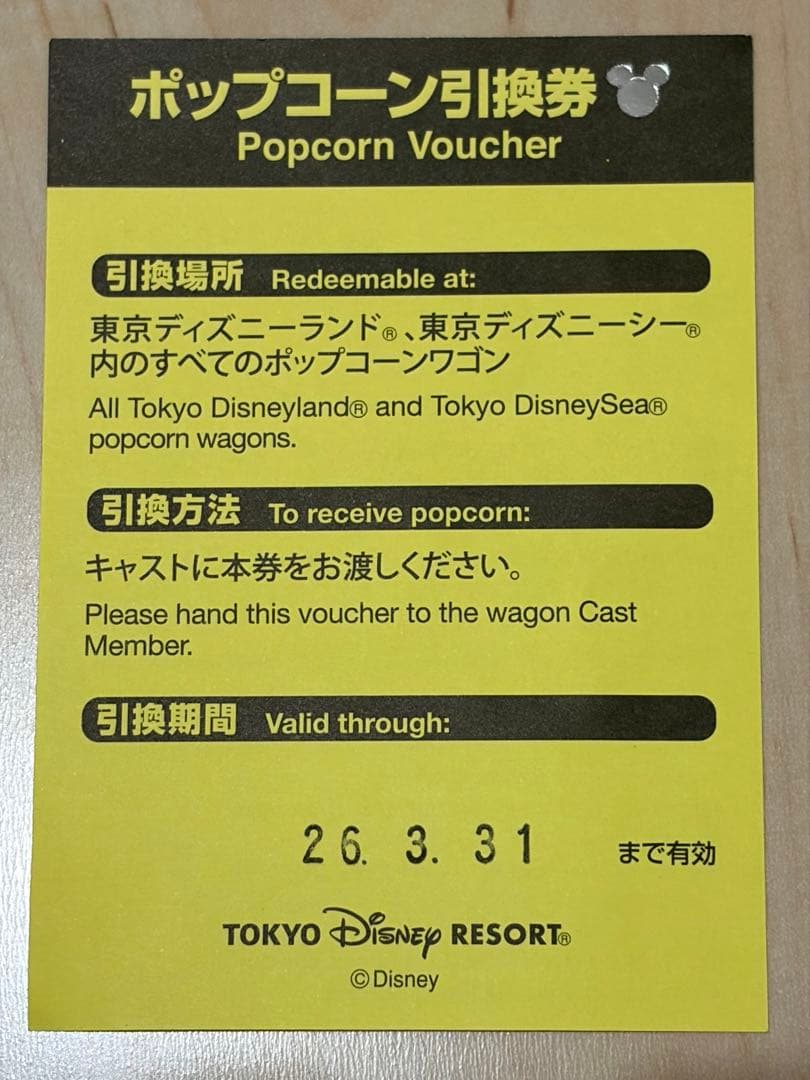 ポップコーン引換券
Popcorn Voucher
引換場所 Redeemable at:
東京ディズニーランド®、東京ディズニーシー®
内のすべてのポップコーンワゴン
All Tokyo Disneyland® and Tokyo DisneySea®
popcorn wagons.
引換方法 To receive popcorn:
キャストに本券をお渡しください。
Please hand this voucher to the wagon Cast
Member.
引換期間 Valid through:
26. 3. 31 まで有効
TOKYO Disney RESORT®
©Disney